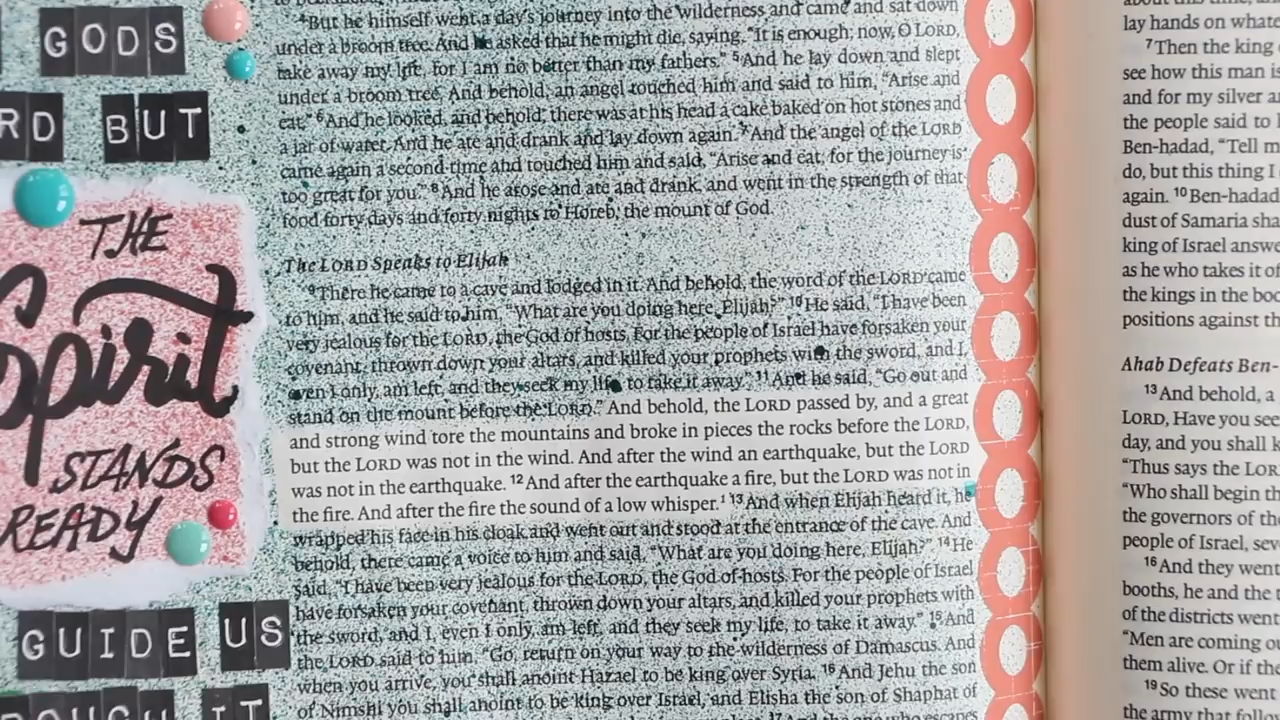 GODS
RD BUT
THE
Spirit
STANDS
READY
GUIDE US
OUGH IT
⁴But he himself went a day's journey into the wilderness and came and sat down
under a broom tree. And he asked that he might die, saying, “It is enough; now, O LORD,
take away my life, for I am no better than my fathers.” ⁵And he lay down and slept
under a broom tree. And behold, an angel touched him and said to him, “Arise and
eat.” ⁶And he looked, and behold, there was at his head a cake baked on hot stones and
a jar of water. And he ate and drank and lay down again. ⁷And the angel of the LORD
came again a second time and touched him and said, “Arise and eat, for the journey is
too great for you.” ⁸And he arose and ate and drank, and went in the strength of that
food forty days and forty nights to Horeb, the mount of God.
The LORD Speaks to Elijah
⁹There he came to a cave and lodged in it. And behold, the word of the LORD came
to him, and he said to him, “What are you doing here, Elijah?” ¹⁰He said, “I have been
very jealous for the LORD, the God of hosts. For the people of Israel have forsaken your
covenant, thrown down your altars, and killed your prophets with the sword, and I,
even I only, am left, and they seek my life, to take it away.” ¹¹And he said, “Go out and
stand on the mount before the LORD.” And behold, the LORD passed by, and a great
and strong wind tore the mountains and broke in pieces the rocks before the LORD,
but the LORD was not in the wind. And after the wind an earthquake, but the LORD
was not in the earthquake. ¹²And after the earthquake a fire, but the LORD was not in
the fire. And after the fire the sound of a low whisper.¹ ¹³And when Elijah heard it, he
wrapped his face in his cloak and went out and stood at the entrance of the cave. And
behold, there came a voice to him and said, “What are you doing here, Elijah?” ¹⁴He
said, “I have been very jealous for the LORD, the God of hosts. For the people of Israel
have forsaken your covenant, thrown down your altars, and killed your prophets with
the sword, and I, even I only, am left, and they seek my life, to take it away.” ¹⁵And
the LORD said to him, “Go, return on your way to the wilderness of Damascus. And
when you arrive, you shall anoint Hazael to be king over Syria. ¹⁶And Jehu the son
of Nimshi you shall anoint to be king over Israel, and Elisha the son of Shaphat of
lay hands on whate
⁷Then the king
see how this man is
and for my silver a
the people said to
Ben-hadad, “Tell m
do, but this thing I
again. ¹⁰Ben-hadad
dust of Samaria sha
king of Israel answe
as he who takes it of
the kings in the boo
positions against th
Ahab Defeats Ben-
¹³And behold, a
LORD, Have you see
day, and you shall k
“Thus says the LOR
“Who shall begin th
the governors of th
people of Israel, sev
¹⁶And they went
booths, he and the
of the districts went
“Men are coming ou
them alive. Or if the
¹⁹So these went
the army that follo